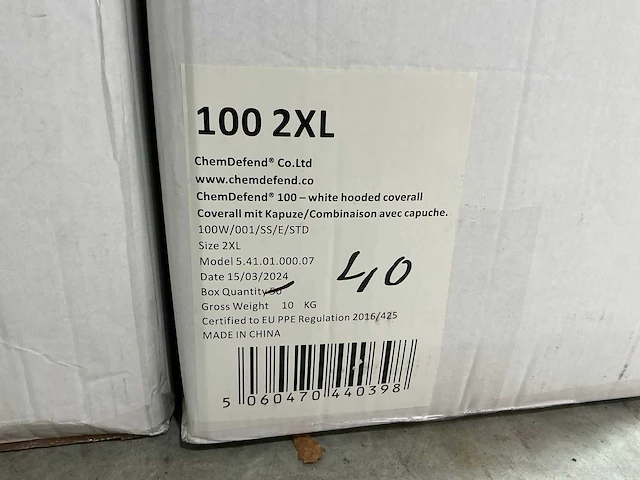 100 2XL
ChemDefend® Co.Ltd
www.chemdefend.co
ChemDefend® 100 – white hooded coverall
Coverall mit Kapuze/Combinaison avec capuche.
100W/001/SS/E/STD
Size 2XL
Model 5.41.01.000.07
Date 15/03/2024
Box Quantity 50
40
Gross Weight 10 KG
Certified to EU PPE Regulation 2016/425
MADE IN CHINA
5 060470 440398